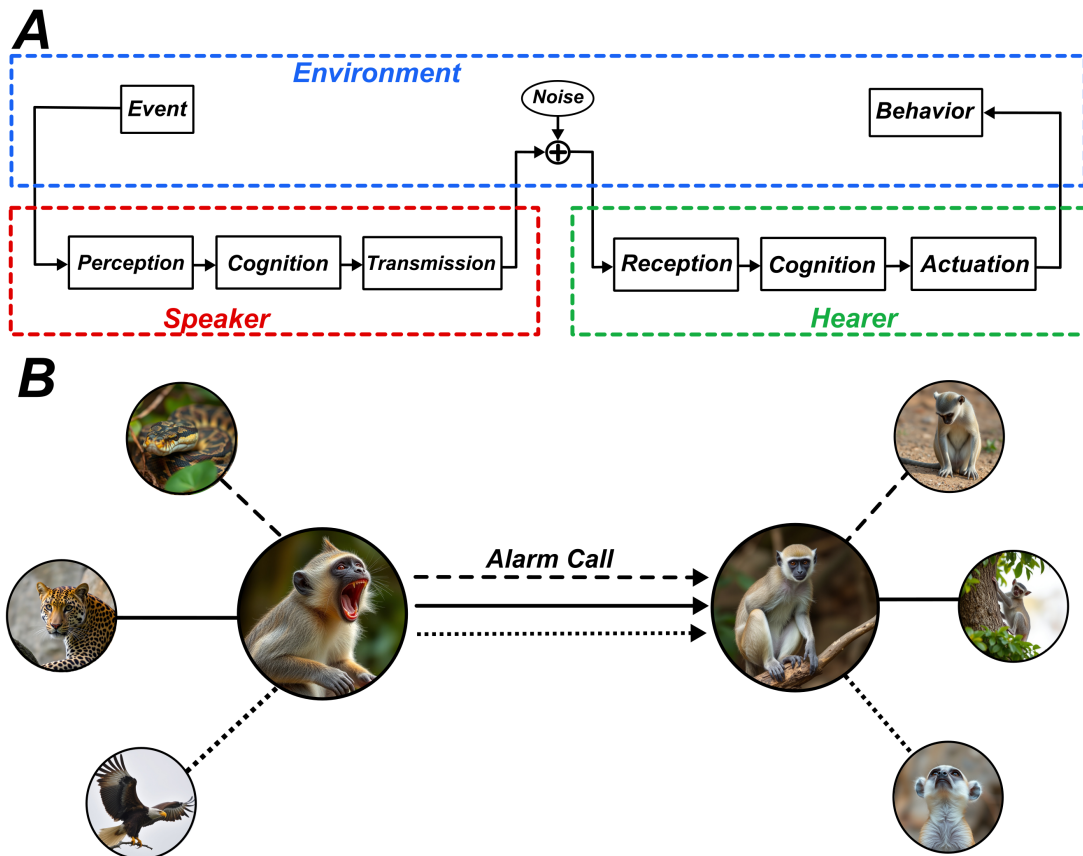 A
Environment
Event
Noise
Behavior
Perception
Cognition
Transmission
Reception
Cognition
Actuation
Speaker
Hearer
B
Alarm Call